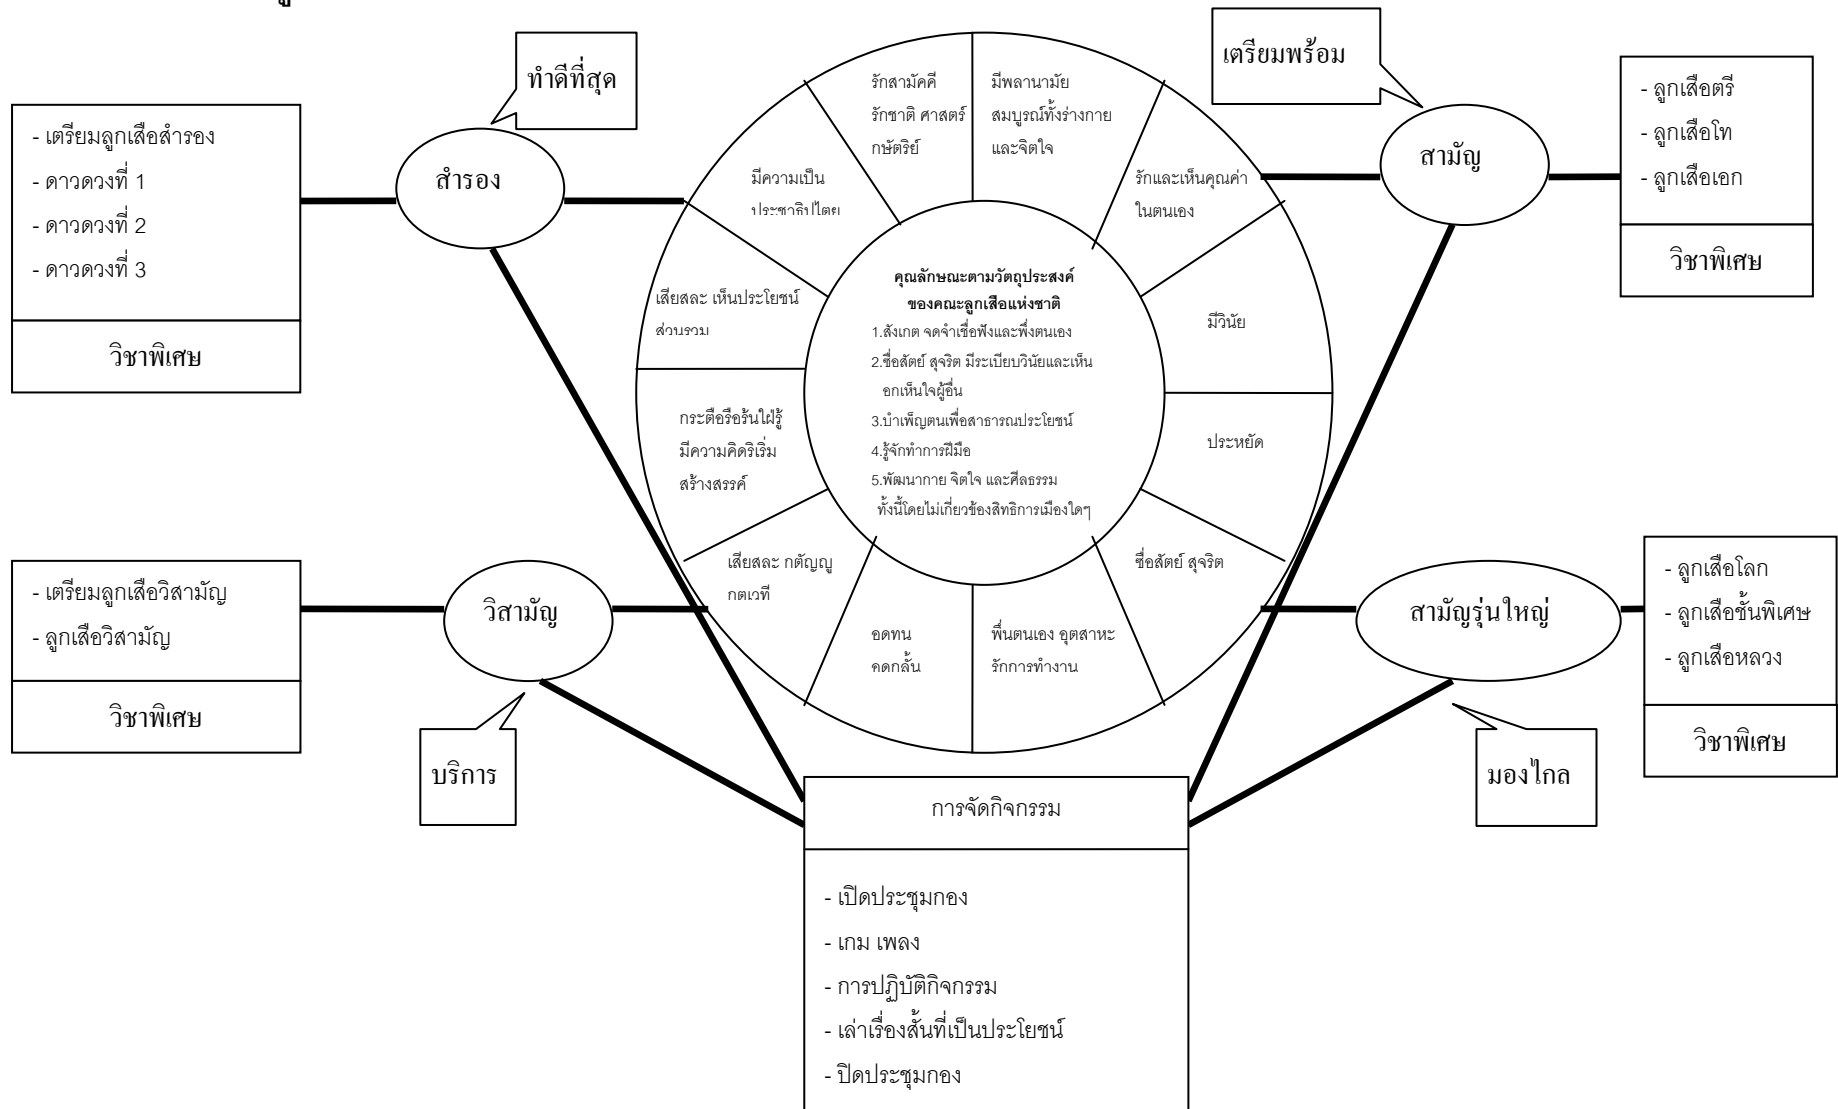 ทำดีที่สุด
เตรียมพร้อม
- เตรียมลูกเสือสำรอง
- ดาวดวงที่ 1
- ดาวดวงที่ 2
- ดาวดวงที่ 3
วิชาพิเศษ
สำรอง
สามัญ
- ลูกเสือตรี
- ลูกเสือโท
- ลูกเสือเอก
วิชาพิเศษ
รักสามัคคี
รักชาติ ศาสตร์
กษัตริย์
มีพลานามัย
สมบูรณ์ทั้งร่างกาย
และจิตใจ
มีความเป็น
ประชาธิปไตย
รักและเห็นคุณค่า
ในตนเอง
เสียสละ เห็นประโยชน์
ส่วนรวม
มีวินัย
คุณลักษณะตามวัตถุประสงค์
ของคณะลูกเสือแห่งชาติ
1.สังเกต จดจำเชื่อฟังและพึ่งตนเอง
2.ซื่อสัตย์ สุจริต มีระเบียบวินัยและเห็น
อกเห็นใจผู้อื่น
3.บำเพ็ญตนเพื่อสาธารณประโยชน์
4.รู้จักทำการฝีมือ
5.พัฒนากาย จิตใจ และศีลธรรม
ทั้งนี้โดยไม่เกี่ยวข้องสิทธิการเมืองใดๆ
กระตือรือร้นใฝ่รู้
มีความคิดริเริ่ม
สร้างสรรค์
ประหยัด
เสียสละ กตัญญู
กตเวที
ซื่อสัตย์ สุจริต
อดทน
อดกลั้น
พึ่นตนเอง อุตสาหะ
รักการทำงาน
- เตรียมลูกเสือวิสามัญ
- ลูกเสือวิสามัญ
วิชาพิเศษ
วิสามัญ
บริการ
สามัญรุ่นใหญ่
- ลูกเสือโลก
- ลูกเสือชั้นพิเศษ
- ลูกเสือหลวง
วิชาพิเศษ
มองไกล
การจัดกิจกรรม
- เปิดประชุมกอง
- เกม เพลง
- การปฏิบัติกิจกรรม
- เล่าเรื่องสั้นที่เป็นประโยชน์
- ปิดประชุมกอง